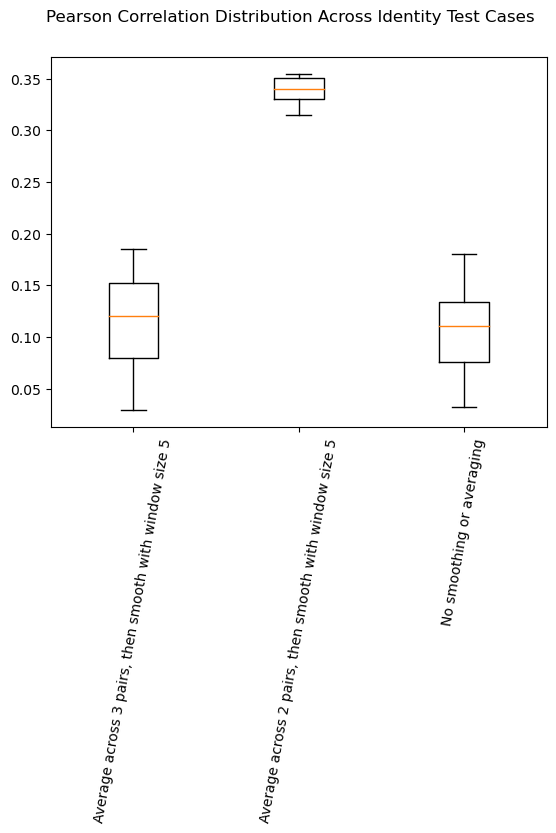 Pearson Correlation Distribution Across Identity Test Cases
0.35
0.30
0.25
0.20
0.15
0.10
0.05
Average across 3 pairs, then smooth with window size 5
Average across 2 pairs, then smooth with window size 5
No smoothing or averaging